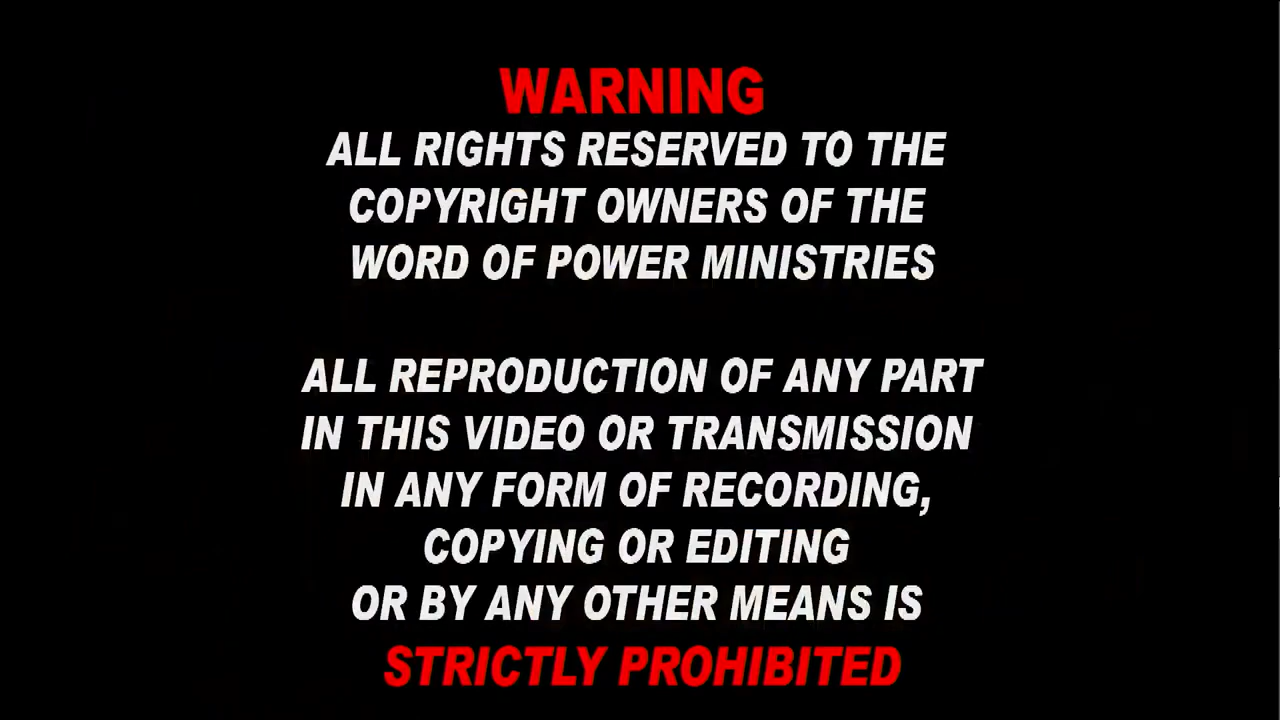 WARNING
ALL RIGHTS RESERVED TO THE
COPYRIGHT OWNERS OF THE
WORD OF POWER MINISTRIES
ALL REPRODUCTION OF ANY PART
IN THIS VIDEO OR TRANSMISSION
IN ANY FORM OF RECORDING,
COPYING OR EDITING
OR BY ANY OTHER MEANS IS
STRICTLY PROHIBITED